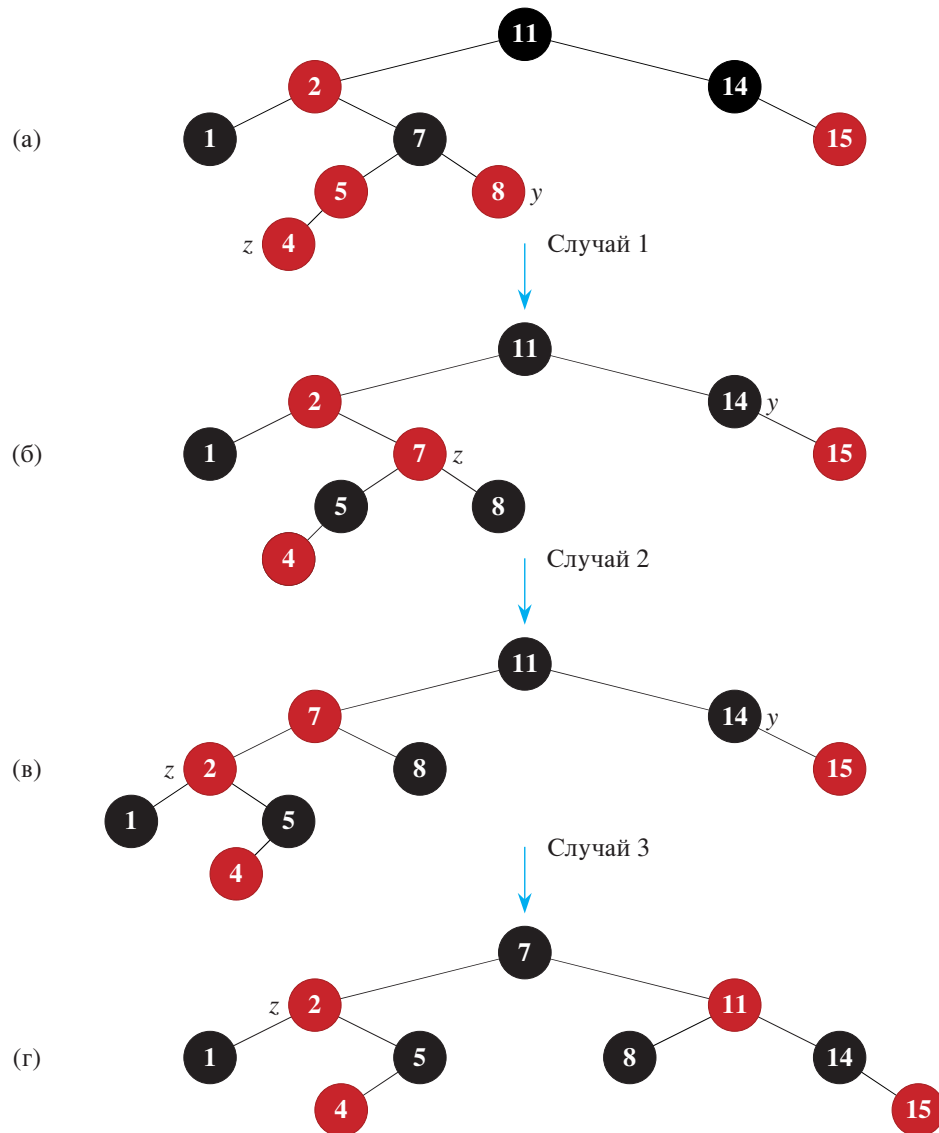 11
2 14
(а) 1 7 15
5 8 y
z 4 Случай 1
11
2 14 y
(б) 1 7 z 15
5 8
4 Случай 2
11
7 14 y
(в) z 2 8 15
1 5
4 Случай 3
7
z 2 11
(г) 1 5 8 14
4 15